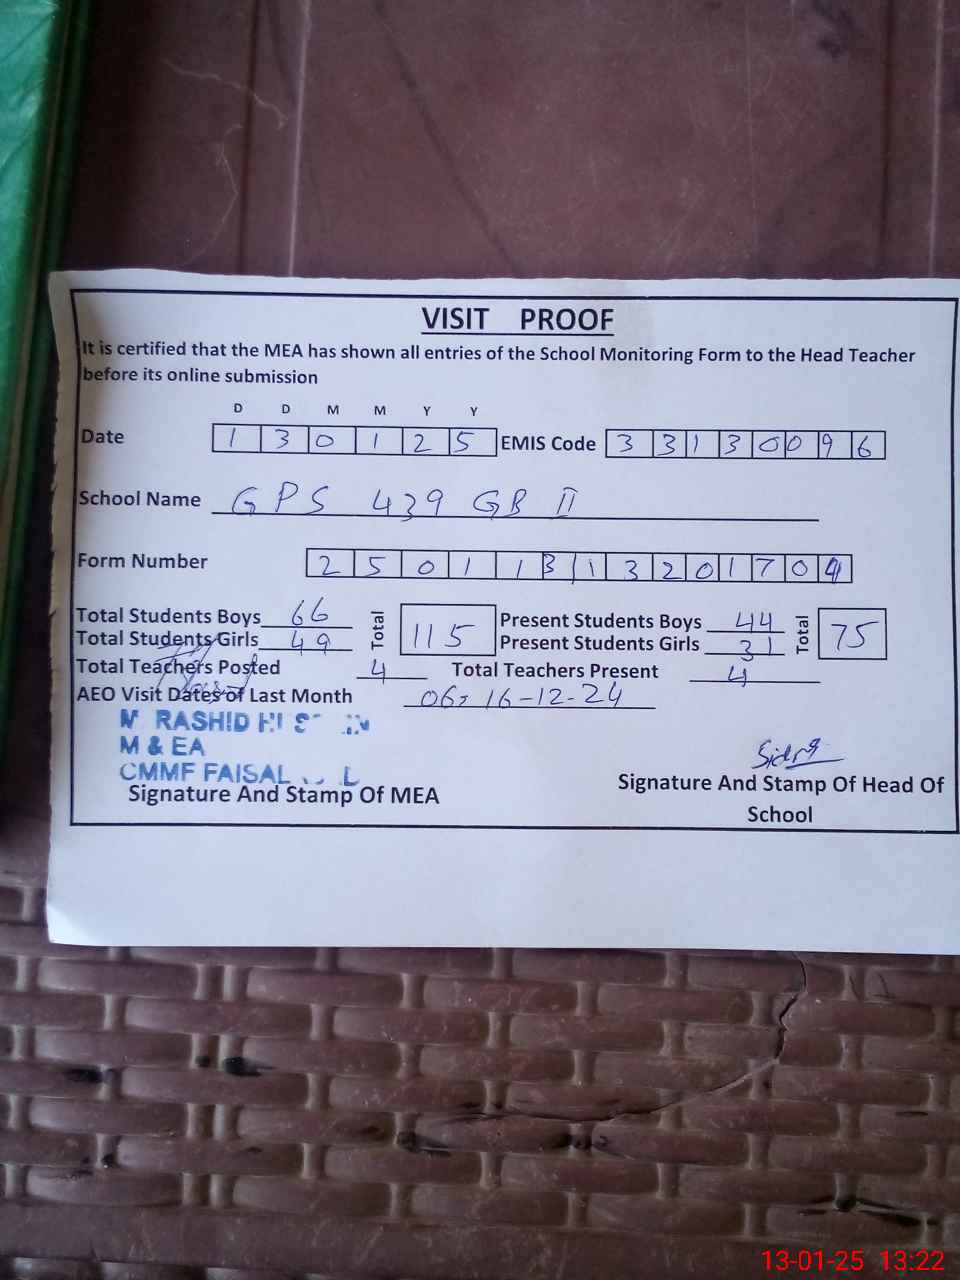 VISIT PROOF
It is certified that the MEA has shown all entries of the School Monitoring Form to the Head Teacher
before its online submission
D D M M Y Y
Date 1 3 0 1 2 5 EMIS Code 3 3 1 3 0 0 9 6
School Name GPS 439 GB II
Form Number 2 5 0 1 1 3 1 3 2 0 1 7 0 4
Total Students Boys 66 Total 115 Present Students Boys 44 Total 75
Total Students Girls 49 Present Students Girls 31
Total Teachers Posted 4 Total Teachers Present 4
AEO Visit Dates of Last Month 06, 16-12-24
RASHID
M & EA
CMMF FAISAL
Signature And Stamp Of MEA
Signature And Stamp Of Head Of
School
13-01-25 13:22